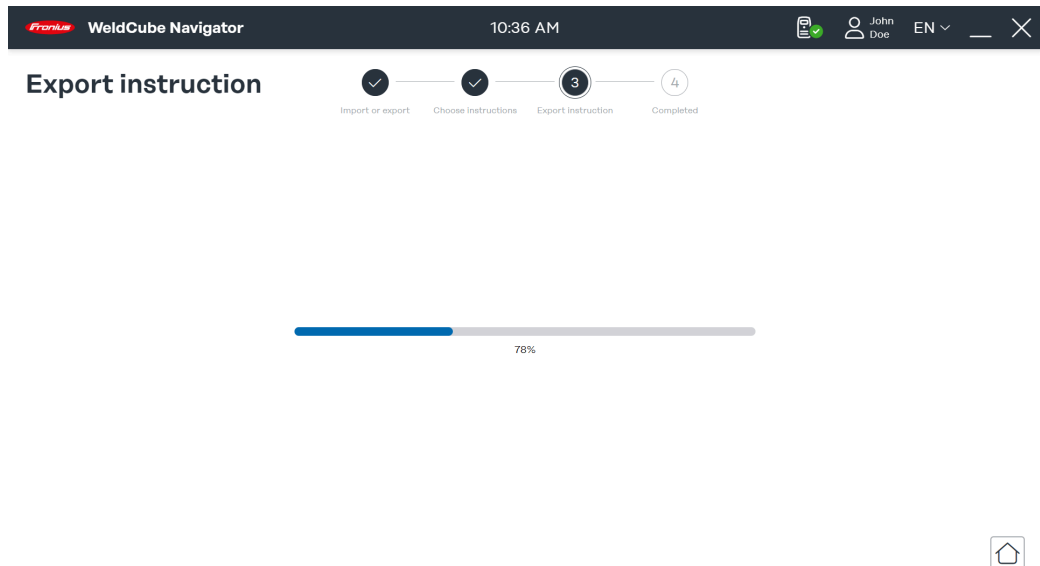 Fronius WeldCube Navigator 10:36 AM John Doe EN
Export instruction
3 4
Import or export Choose instructions Export instruction Completed
78%